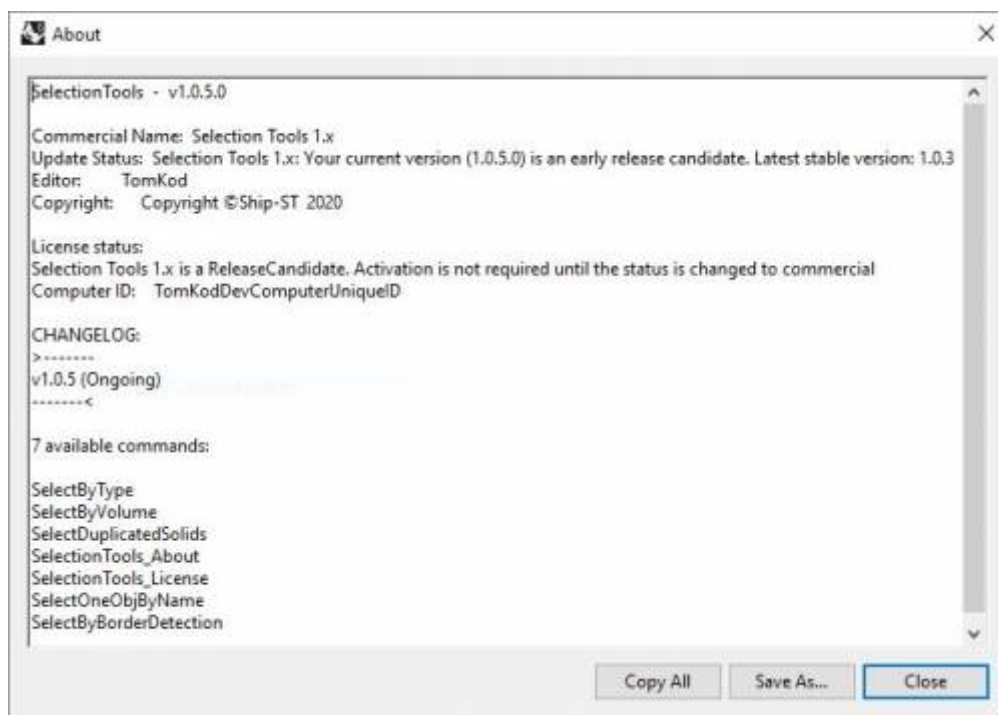 About
SelectionTools - v1.0.5.0
Commercial Name: Selection Tools 1.x
Update Status: Selection Tools 1.x: Your current version (1.0.5.0) is an early release candidate. Latest stable version: 1.0.3
Editor: TomKod
Copyright: Copyright ©Ship-ST 2020
License status:
Selection Tools 1.x is a ReleaseCandidate. Activation is not required until the status is changed to commercial
Computer ID: TomKodDevComputerUniqueID
CHANGELOG:
>-------
v1.0.5 (Ongoing)
-------<
7 available commands:
SelectByType
SelectByVolume
SelectDuplicatedSolids
SelectionTools_About
SelectionTools_License
SelectOneObjByName
SelectByBorderDetection
Copy All Save As... Close